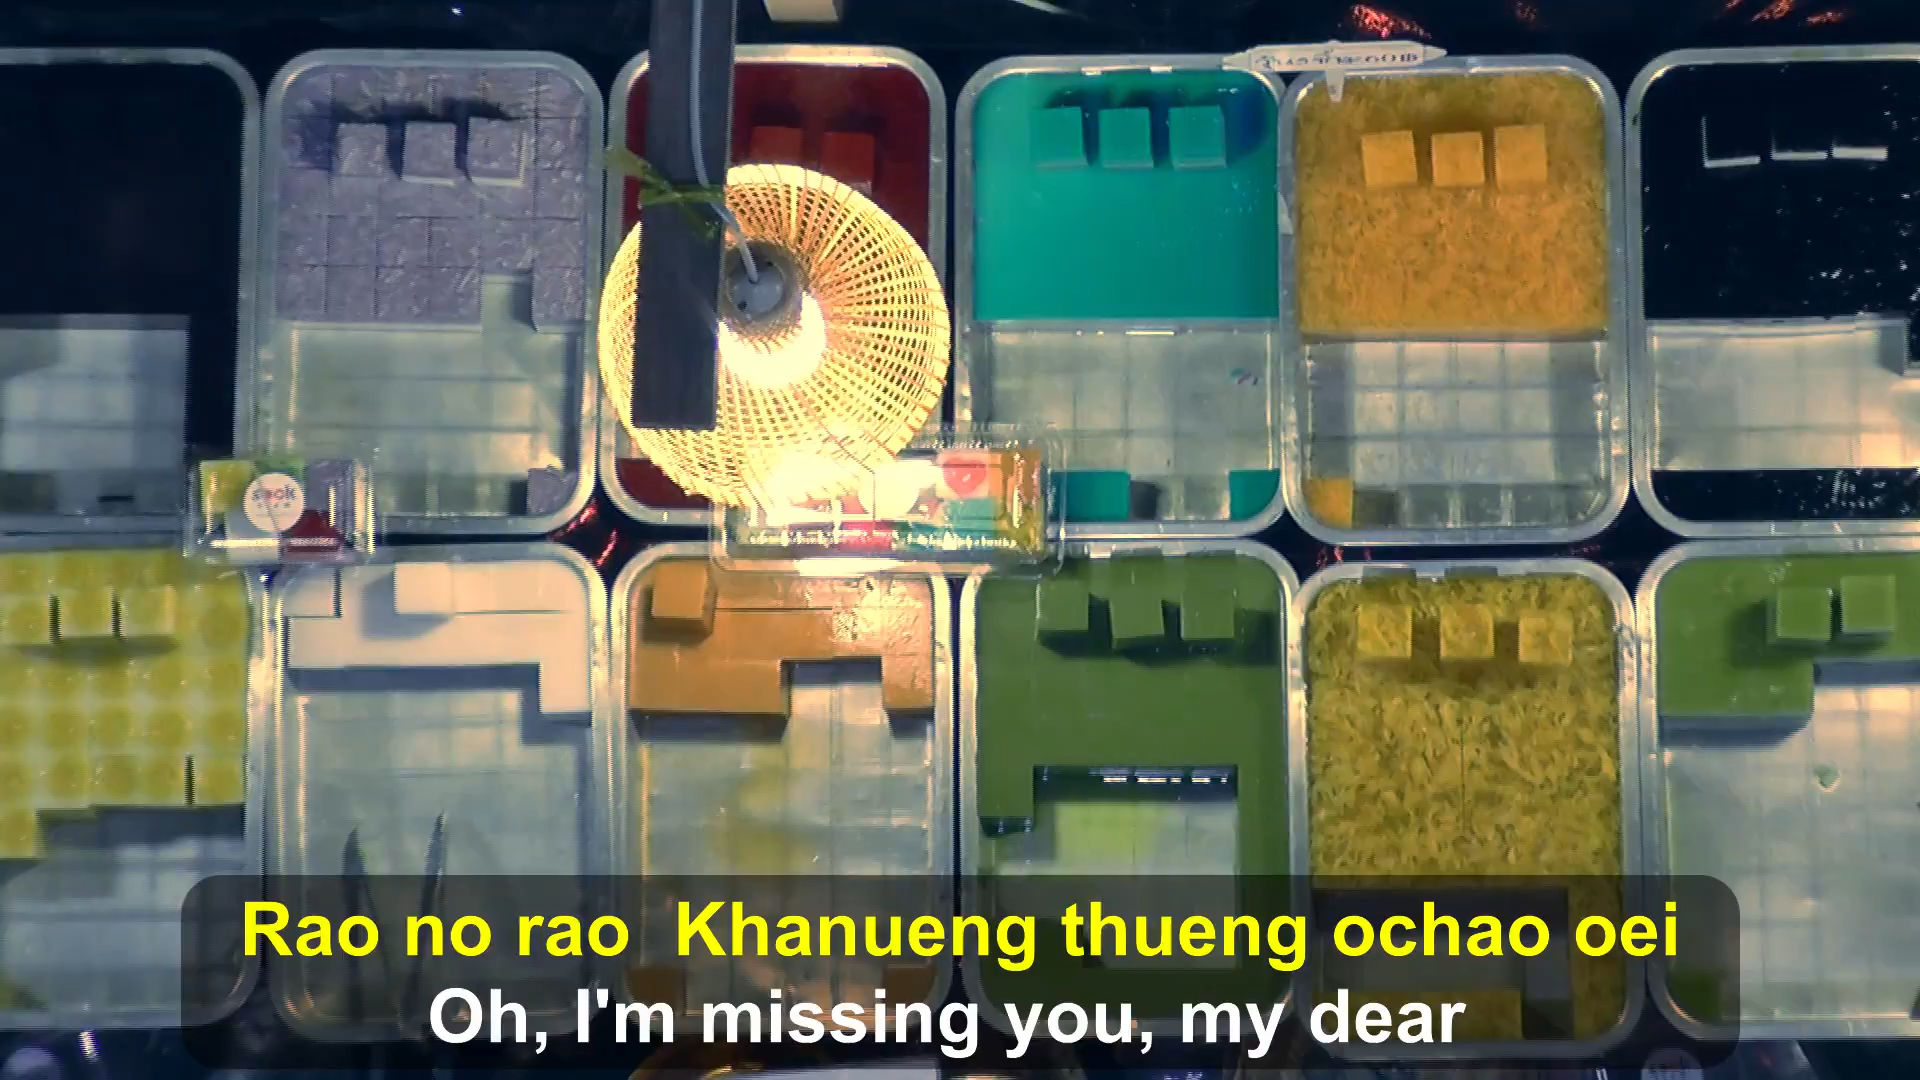 Rao no rao  Khanueng thueng ochao oei
Oh, I'm missing you, my dear